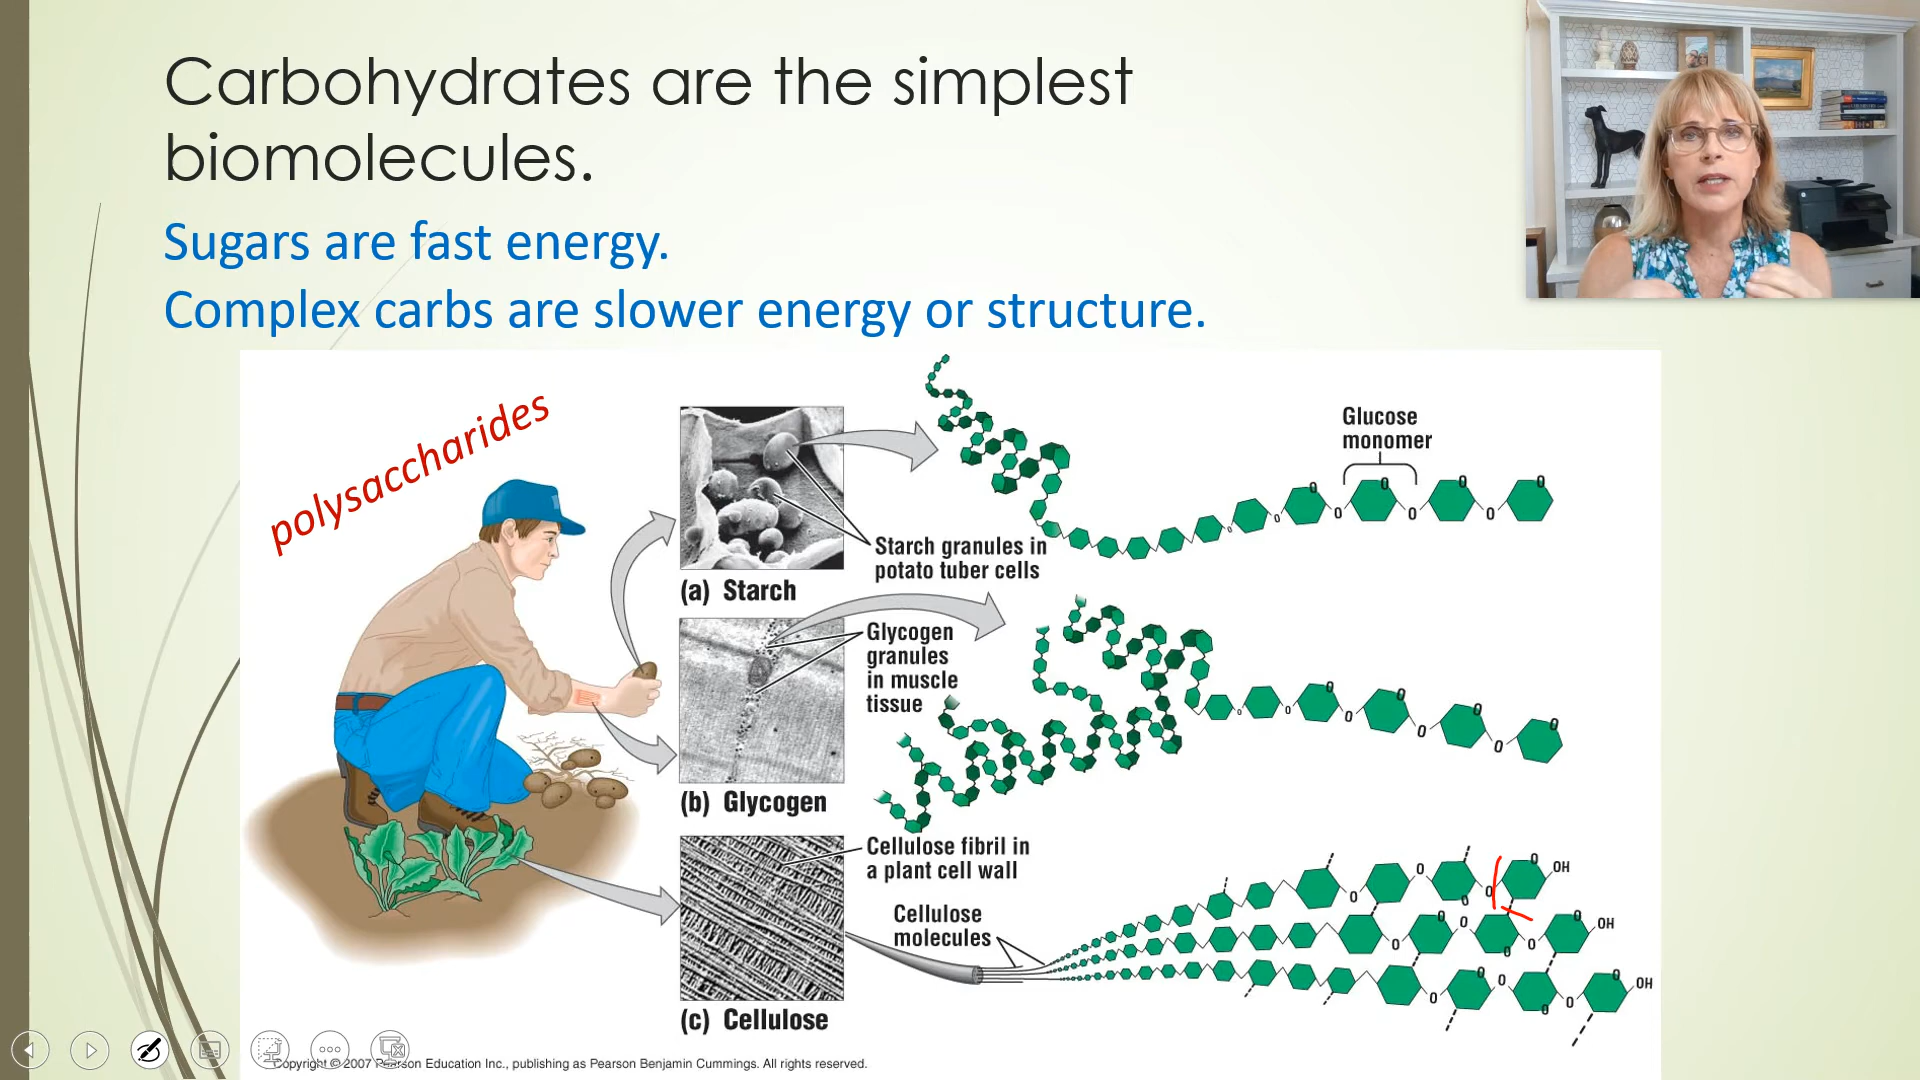 Carbohydrates are the simplest
biomolecules.
Sugars are fast energy.
Complex carbs are slower energy or structure.
polysaccharides
Glucose
monomer
O O O O O O O O O O
Starch granules in
potato tuber cells
(a) Starch
Glycogen
granules
in muscle
tissue
O O O O O O O O O O
(b) Glycogen
Cellulose fibril in
a plant cell wall
Cellulose
molecules
O O O O OH
O O O O O O OH
O O O O O O OH
(c) Cellulose
Copyright © 2007 Pearson Education Inc., publishing as Pearson Benjamin Cummings. All rights reserved.